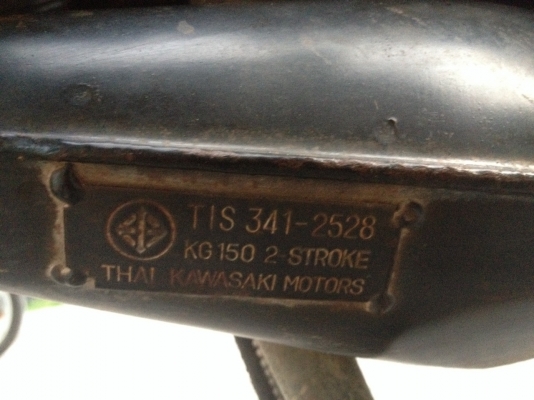 TIS 341-2528
KG150 2-STROKE
THAI KAWASAKI MOTORS